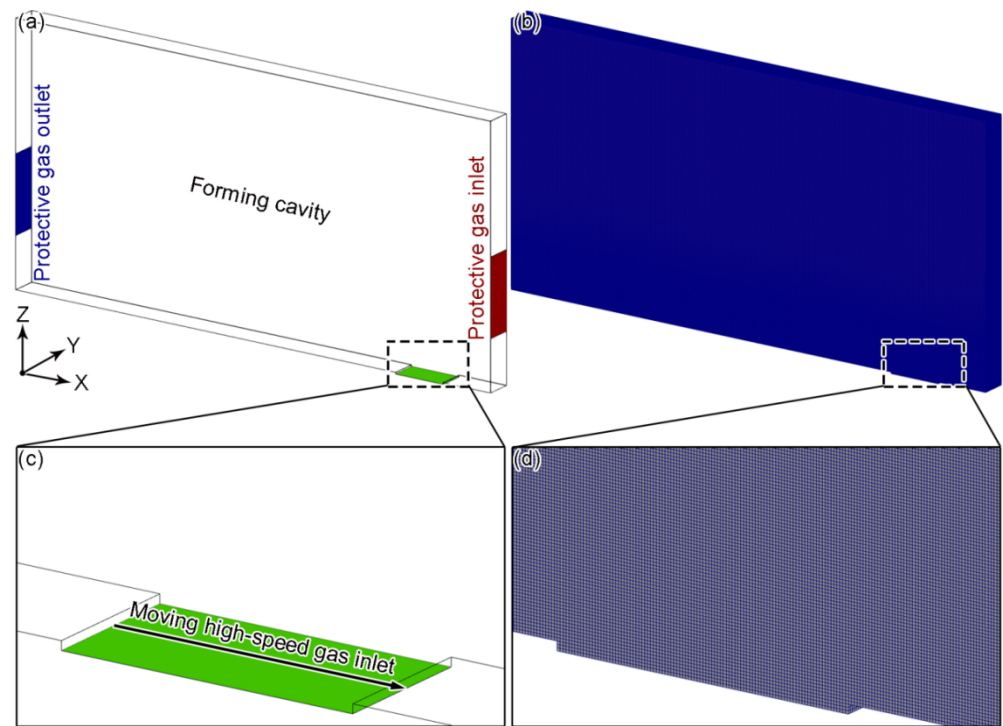 (a)
(b)
Protective gas outlet
Forming cavity
Protective gas inlet
Z
Y
X
(c)
(d)
Moving high-speed gas inlet